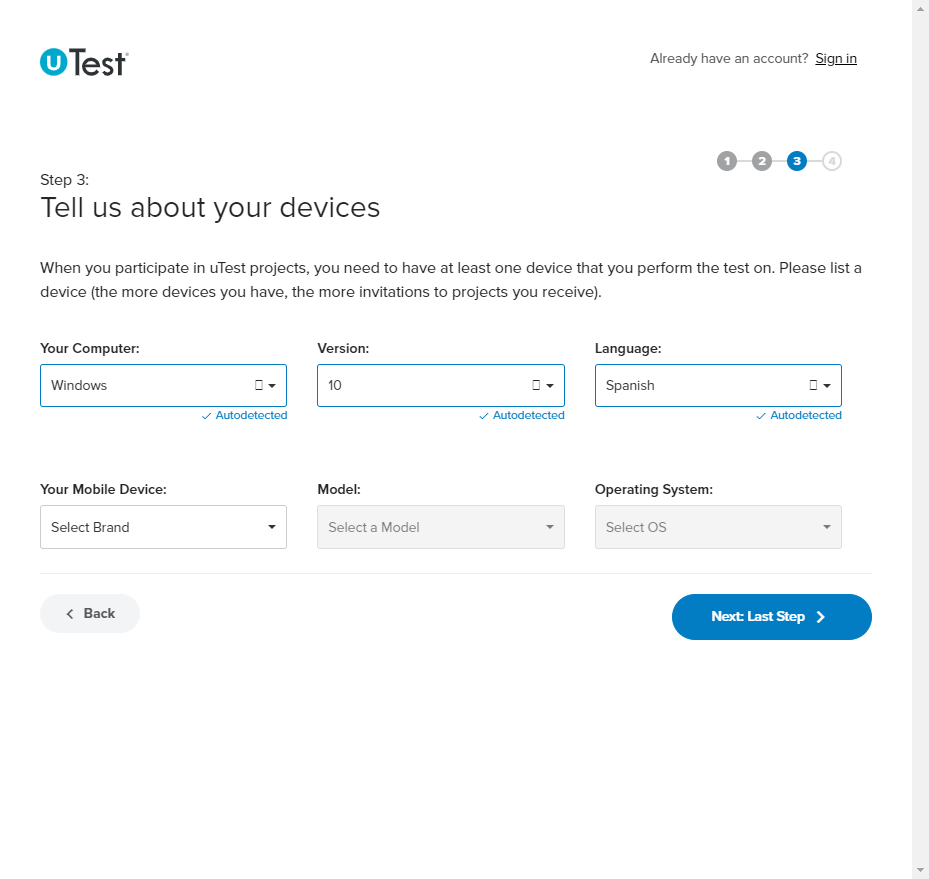 uTest
Already have an account? Sign in
1 2 3 4
Step 3:
Tell us about your devices
When you participate in uTest projects, you need to have at least one device that you perform the test on. Please list a
device (the more devices you have, the more invitations to projects you receive).
Your Computer: Version: Language:
Windows 10 Spanish
Autodetected Autodetected Autodetected
Your Mobile Device: Model: Operating System:
Select Brand Select a Model Select OS
Back Next: Last Step